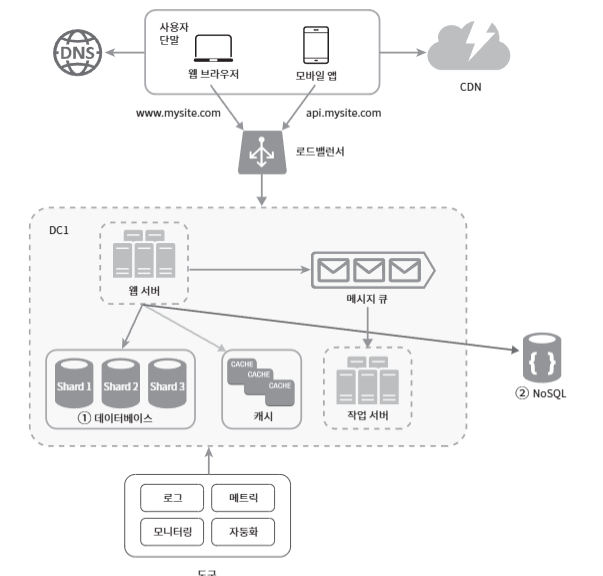 사용자
단말
DNS
웹 브라우저
모바일 앱
CDN
www.mysite.com
api.mysite.com
로드밸런서
DC1
웹 서버
메시지 큐
Shard 1
Shard 2
Shard 3
① 데이터베이스
CACHE
CACHE
CACHE
캐시
작업 서버
{ }
② NoSQL
로그
메트릭
모니터링
자동화
도구